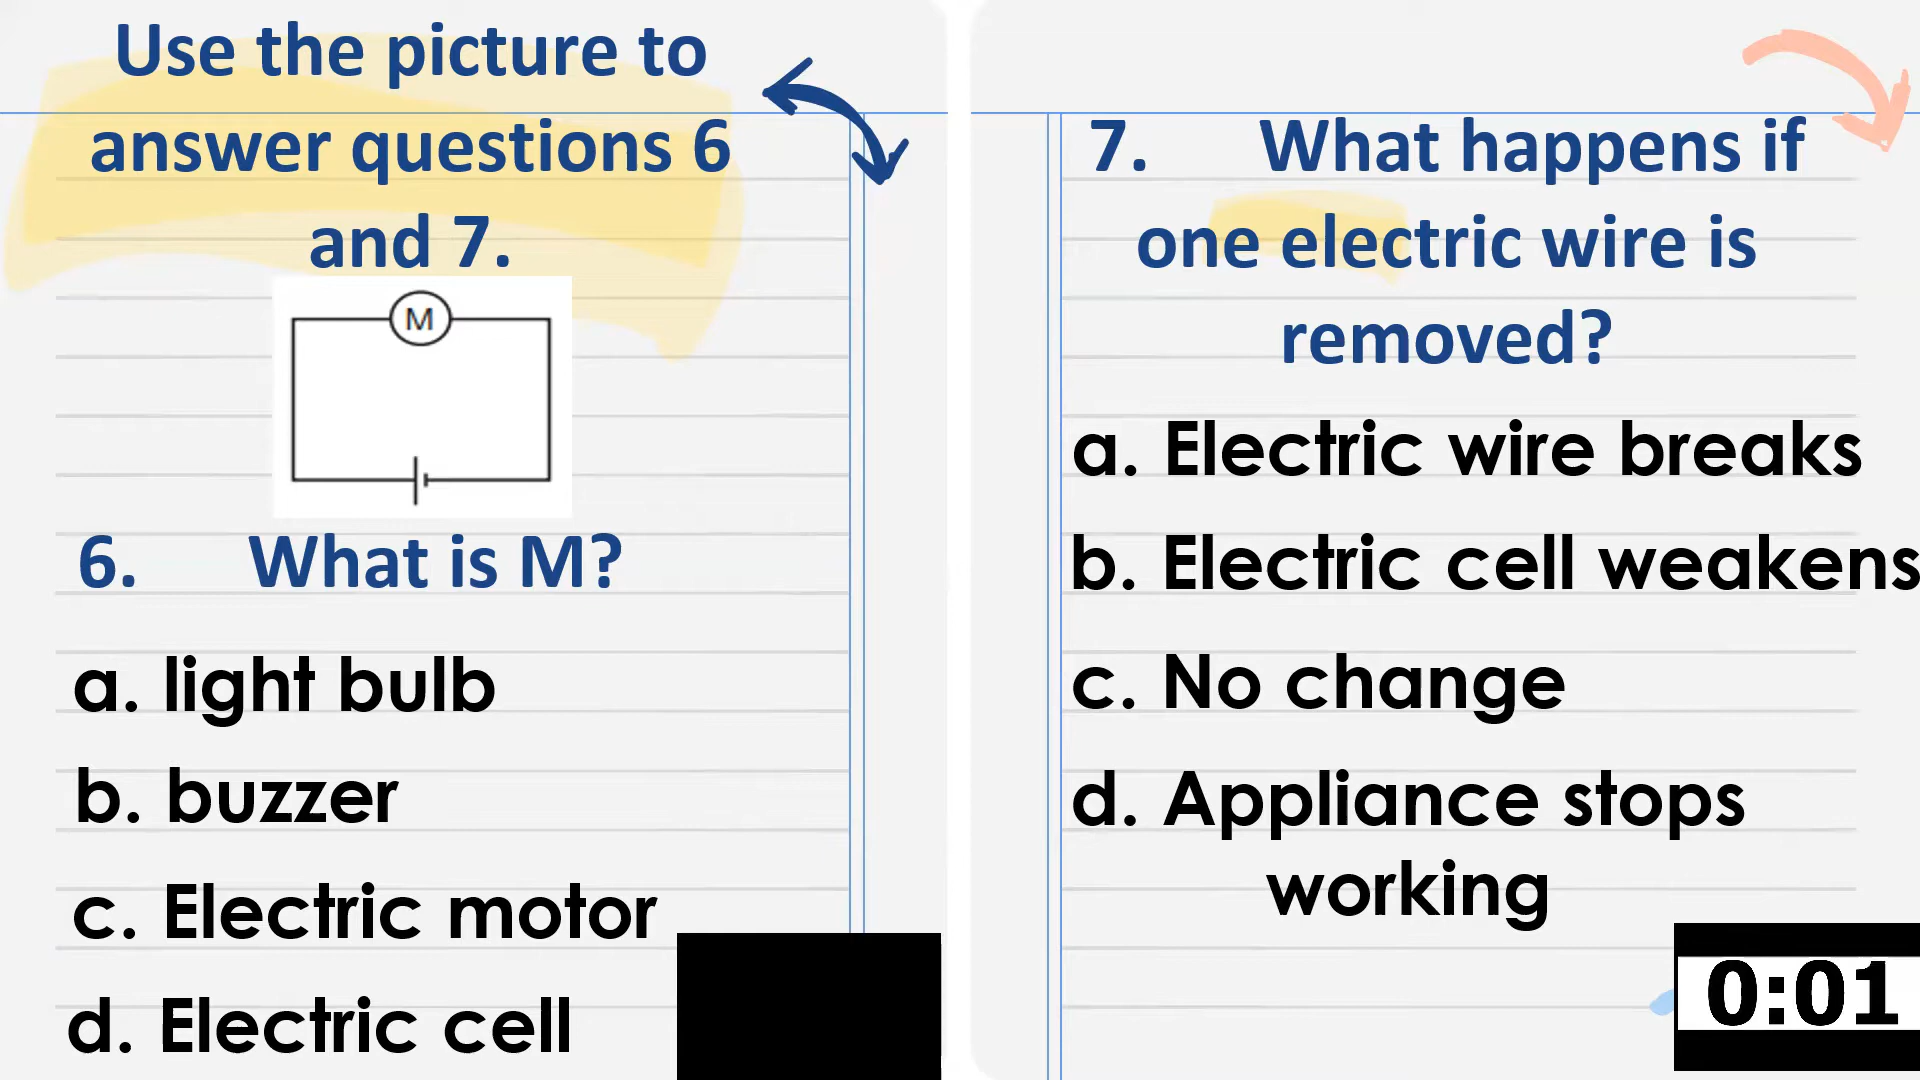 Use the picture to
answer questions 6
and 7.
M
6. What is M?
a. light bulb
b. buzzer
c. Electric motor
d. Electric cell
7. What happens if
one electric wire is
removed?
a. Electric wire breaks
b. Electric cell weakens
c. No change
d. Appliance stops
working
0:01